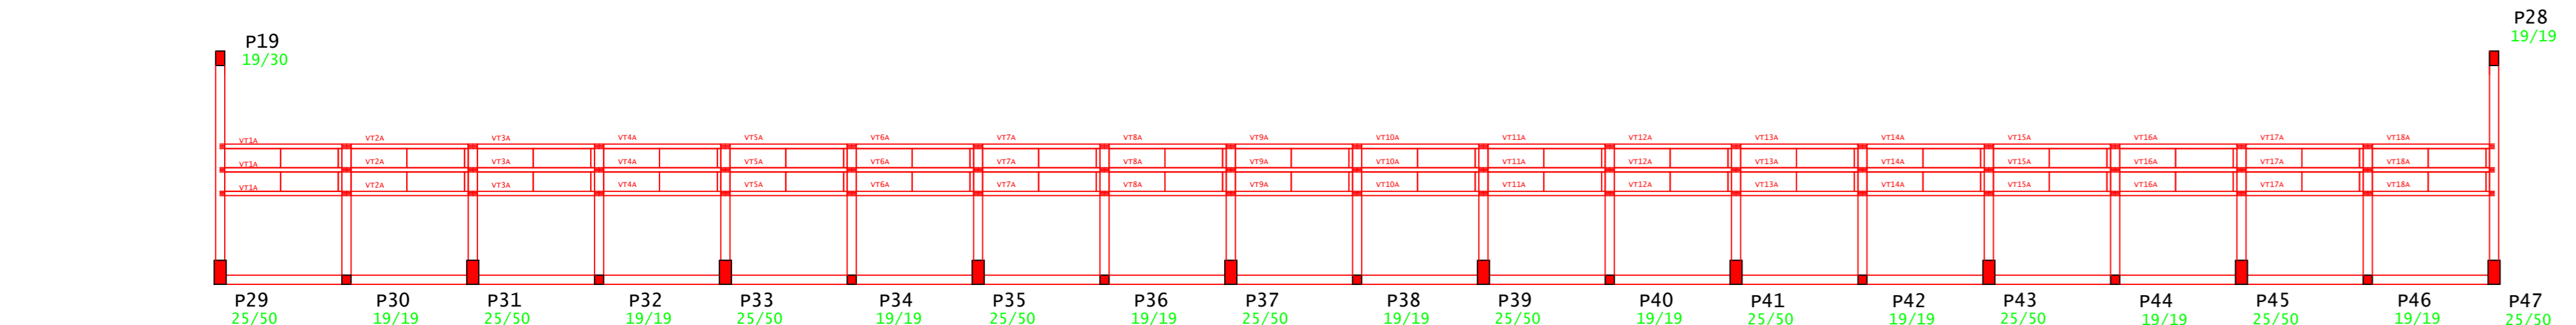 P28
19/19
P19
19/30
VT1A VT2A VT3A VT4A VT5A VT6A VT7A VT8A VT9A VT10A VT11A VT12A VT13A VT14A VT15A VT16A VT17A VT18A
VT1A VT2A VT3A VT4A VT5A VT6A VT7A VT8A VT9A VT10A VT11A VT12A VT13A VT14A VT15A VT16A VT17A VT18A
VT1A VT2A VT3A VT4A VT5A VT6A VT7A VT8A VT9A VT10A VT11A VT12A VT13A VT14A VT15A VT16A VT17A VT18A
P29 P30 P31 P32 P33 P34 P35 P36 P37 P38 P39 P40 P41 P42 P43 P44 P45 P46 P47
25/50 19/19 25/50 19/19 25/50 19/19 25/50 19/19 25/50 19/19 25/50 19/19 25/50 19/19 25/50 19/19 25/50 19/19 25/50